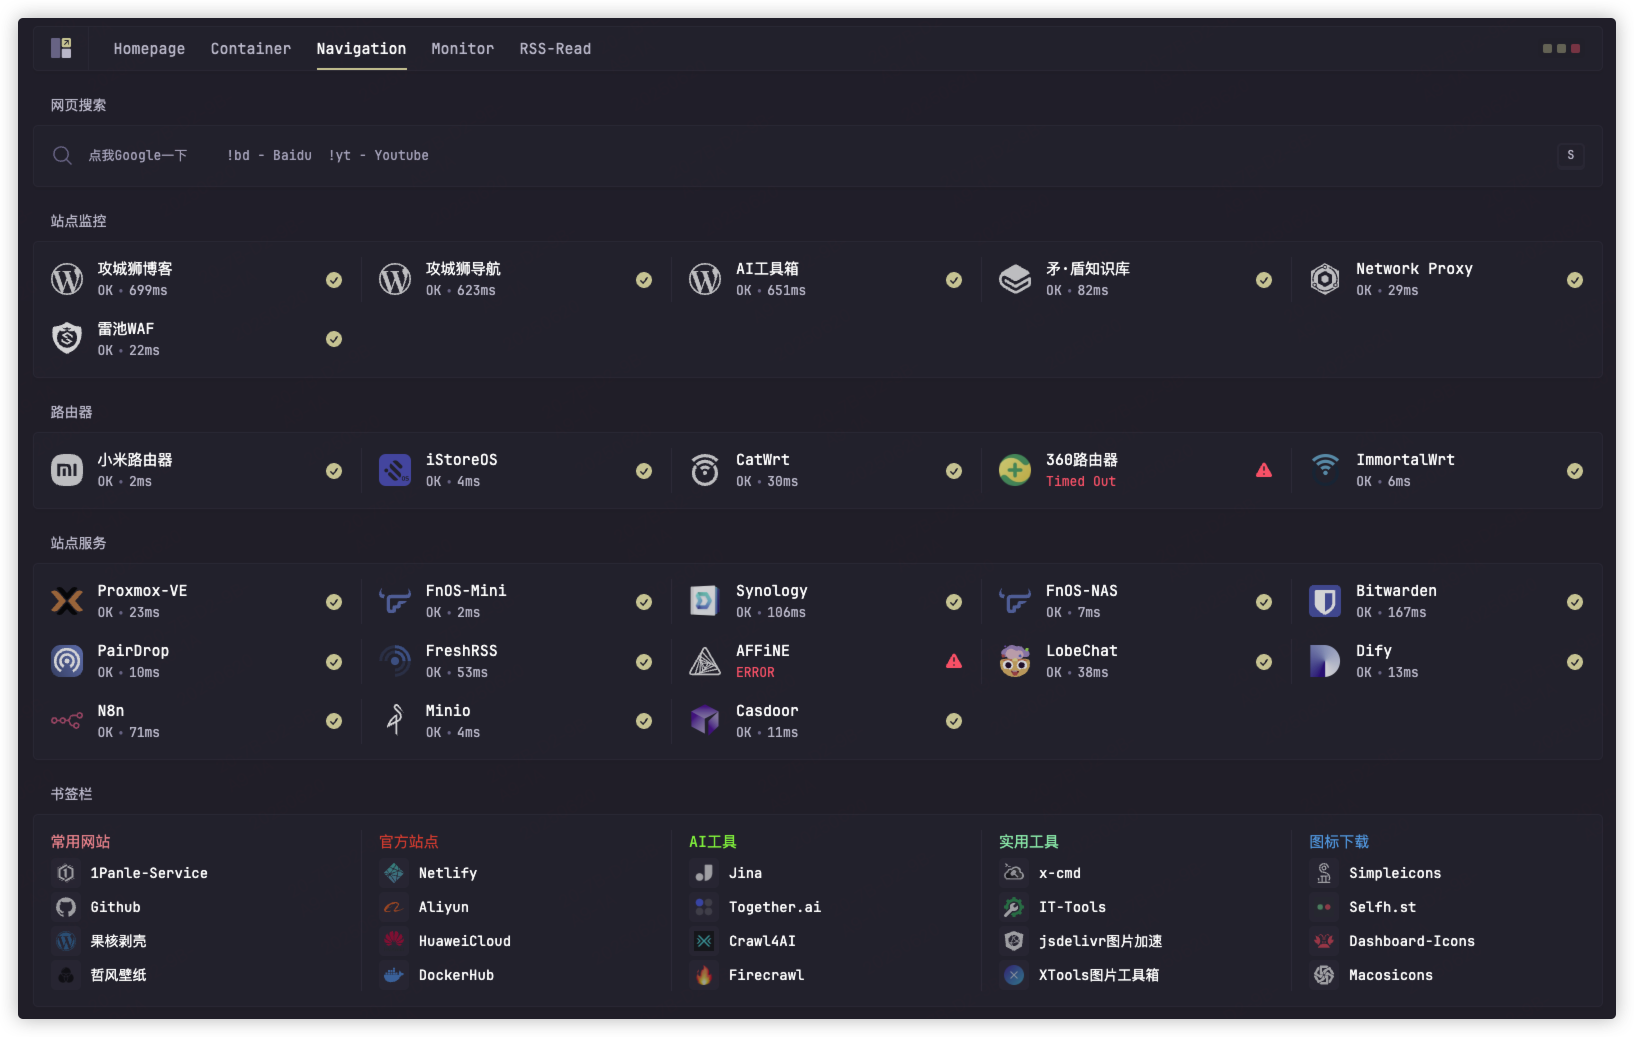 Homepage Container Navigation Monitor RSS-Read
网页搜索
点我Google一下 !bd - Baidu !yt - Youtube S
站点监控
攻城狮博客
OK • 699ms
攻城狮导航
OK • 623ms
AI工具箱
OK • 651ms
矛·盾知识库
OK • 82ms
Network Proxy
OK • 29ms
雷池WAF
OK • 22ms
路由器
小米路由器
OK • 2ms
iStoreOS
OK • 4ms
CatWrt
OK • 30ms
360路由器
Timed Out
ImmortalWrt
OK • 6ms
站点服务
Proxmox-VE
OK • 23ms
FnOS-Mini
OK • 2ms
Synology
OK • 106ms
FnOS-NAS
OK • 7ms
Bitwarden
OK • 167ms
PairDrop
OK • 10ms
FreshRSS
OK • 53ms
AFFiNE
ERROR
LobeChat
OK • 38ms
Dify
OK • 13ms
N8n
OK • 71ms
Minio
OK • 4ms
Casdoor
OK • 11ms
书签栏
常用网站
1Panle-Service
Github
果核剥壳
哲风壁纸
官方站点
Netlify
Aliyun
HuaweiCloud
DockerHub
AI工具
Jina
Together.ai
Crawl4AI
Firecrawl
实用工具
x-cmd
IT-Tools
jsdelivr图片加速
XTools图片工具箱
图标下载
Simpleicons
Selfh.st
Dashboard-Icons
Macosicons